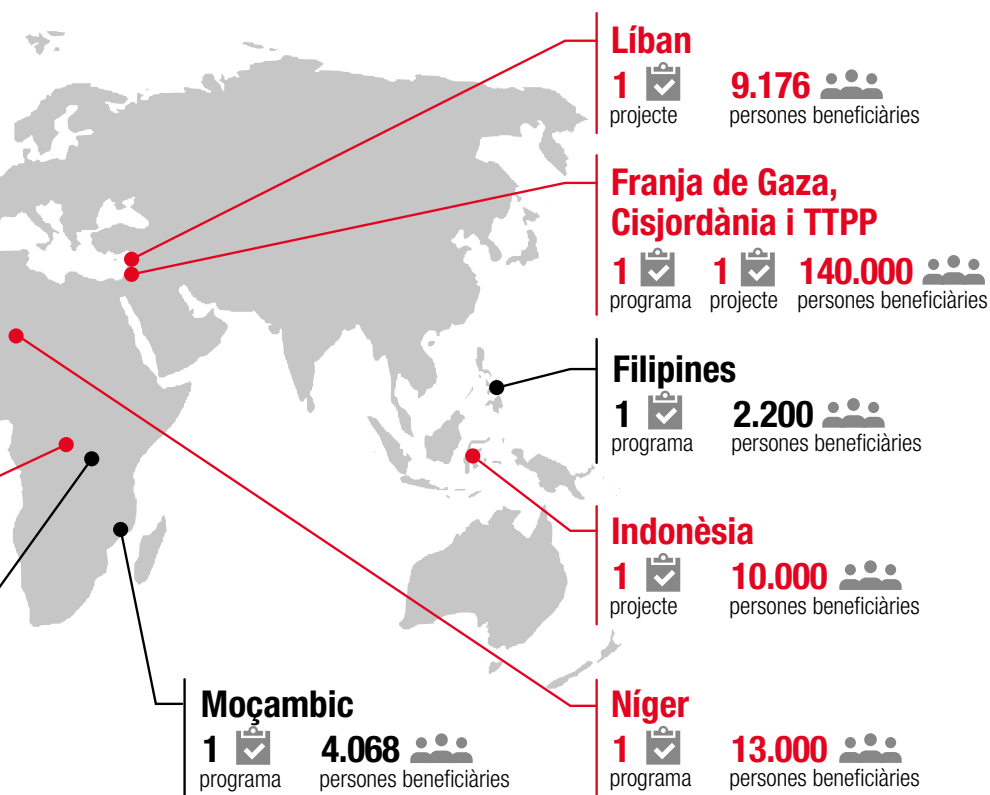 Líban
1 9.176
projecte persones beneficiàries
Franja de Gaza,
Cisjordània i TTPP
1 1 140.000
programa projecte persones beneficiàries
Filipines
1 2.200
programa persones beneficiàries
Indonèsia
1 10.000
projecte persones beneficiàries
Moçambic
1 4.068
programa persones beneficiàries
Níger
1 13.000
programa persones beneficiàries